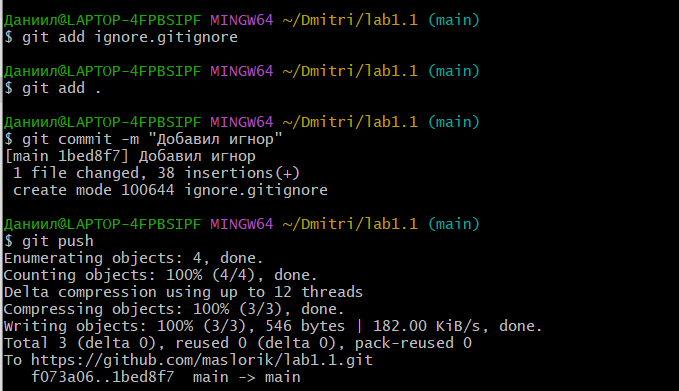 Даниил@LAPTOP-4FPBSIPF MINGW64 ~/Dmitri/lab1.1 (main)
$ git add ignore.gitignore
Даниил@LAPTOP-4FPBSIPF MINGW64 ~/Dmitri/lab1.1 (main)
$ git add .
Даниил@LAPTOP-4FPBSIPF MINGW64 ~/Dmitri/lab1.1 (main)
$ git commit -m "Добавил игнор"
[main 1bed8f7] Добавил игнор
 1 file changed, 38 insertions(+)
 create mode 100644 ignore.gitignore
Даниил@LAPTOP-4FPBSIPF MINGW64 ~/Dmitri/lab1.1 (main)
$ git push
Enumerating objects: 4, done.
Counting objects: 100% (4/4), done.
Delta compression using up to 12 threads
Compressing objects: 100% (3/3), done.
Writing objects: 100% (3/3), 546 bytes | 182.00 KiB/s, done.
Total 3 (delta 0), reused 0 (delta 0), pack-reused 0
To https://github.com/maslorik/lab1.1.git
   f073a06..1bed8f7  main -> main